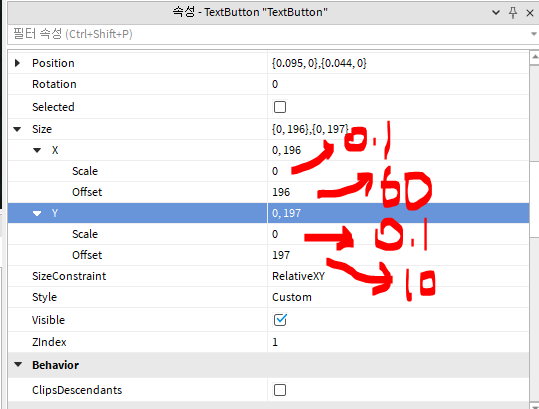 속성 - TextButton "TextButton"
필터 속성 (Ctrl+Shift+P)
Position {0.095, 0},{0.044, 0}
Rotation 0
Selected
Size {0, 196},{0, 197}
X 0, 196 0.1
Scale 0
Offset 196 60
Y 0, 197
Scale 0 0.1
Offset 197
SizeConstraint RelativeXY 10
Style Custom
Visible
ZIndex 1
Behavior
ClipsDescendants